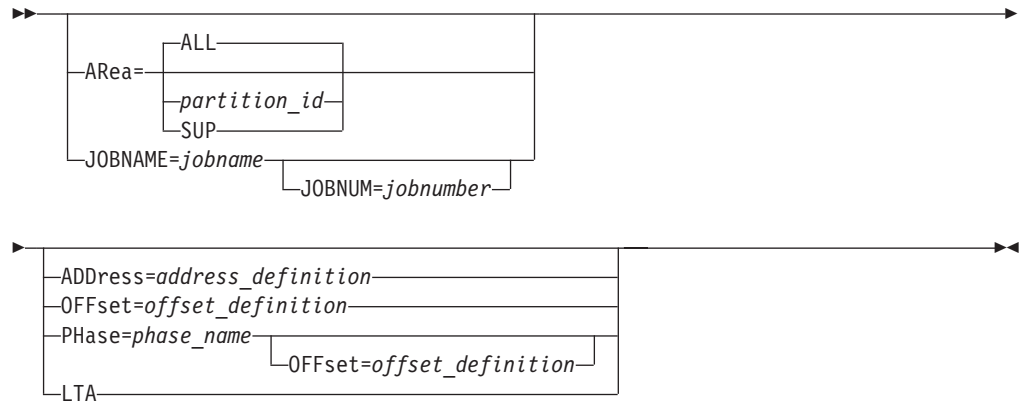 ALL
ARea=
partition_id
SUP
JOBNAME=jobname
JOBNUM=jobnumber
ADDress=address_definition
OFFset=offset_definition
PHase=phase_name
OFFset=offset_definition
LTA